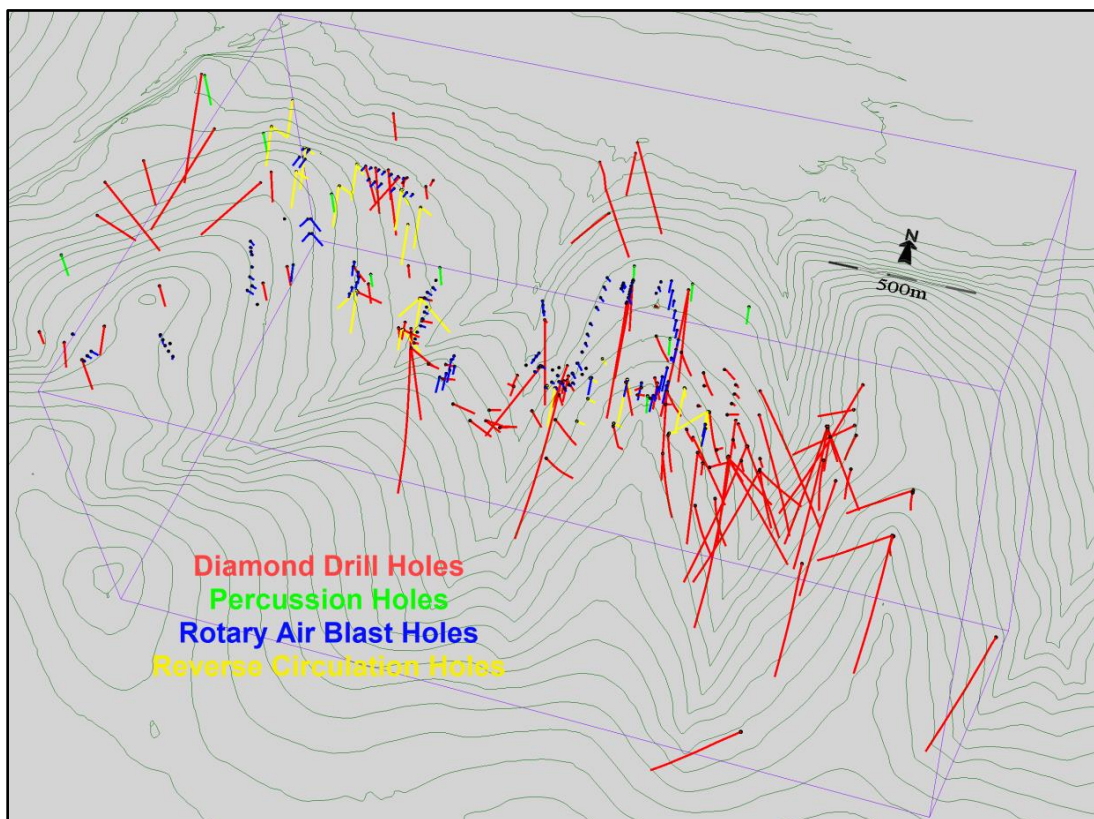 N
500m
Diamond Drill Holes
Percussion Holes
Rotary Air Blast Holes
Reverse Circulation Holes